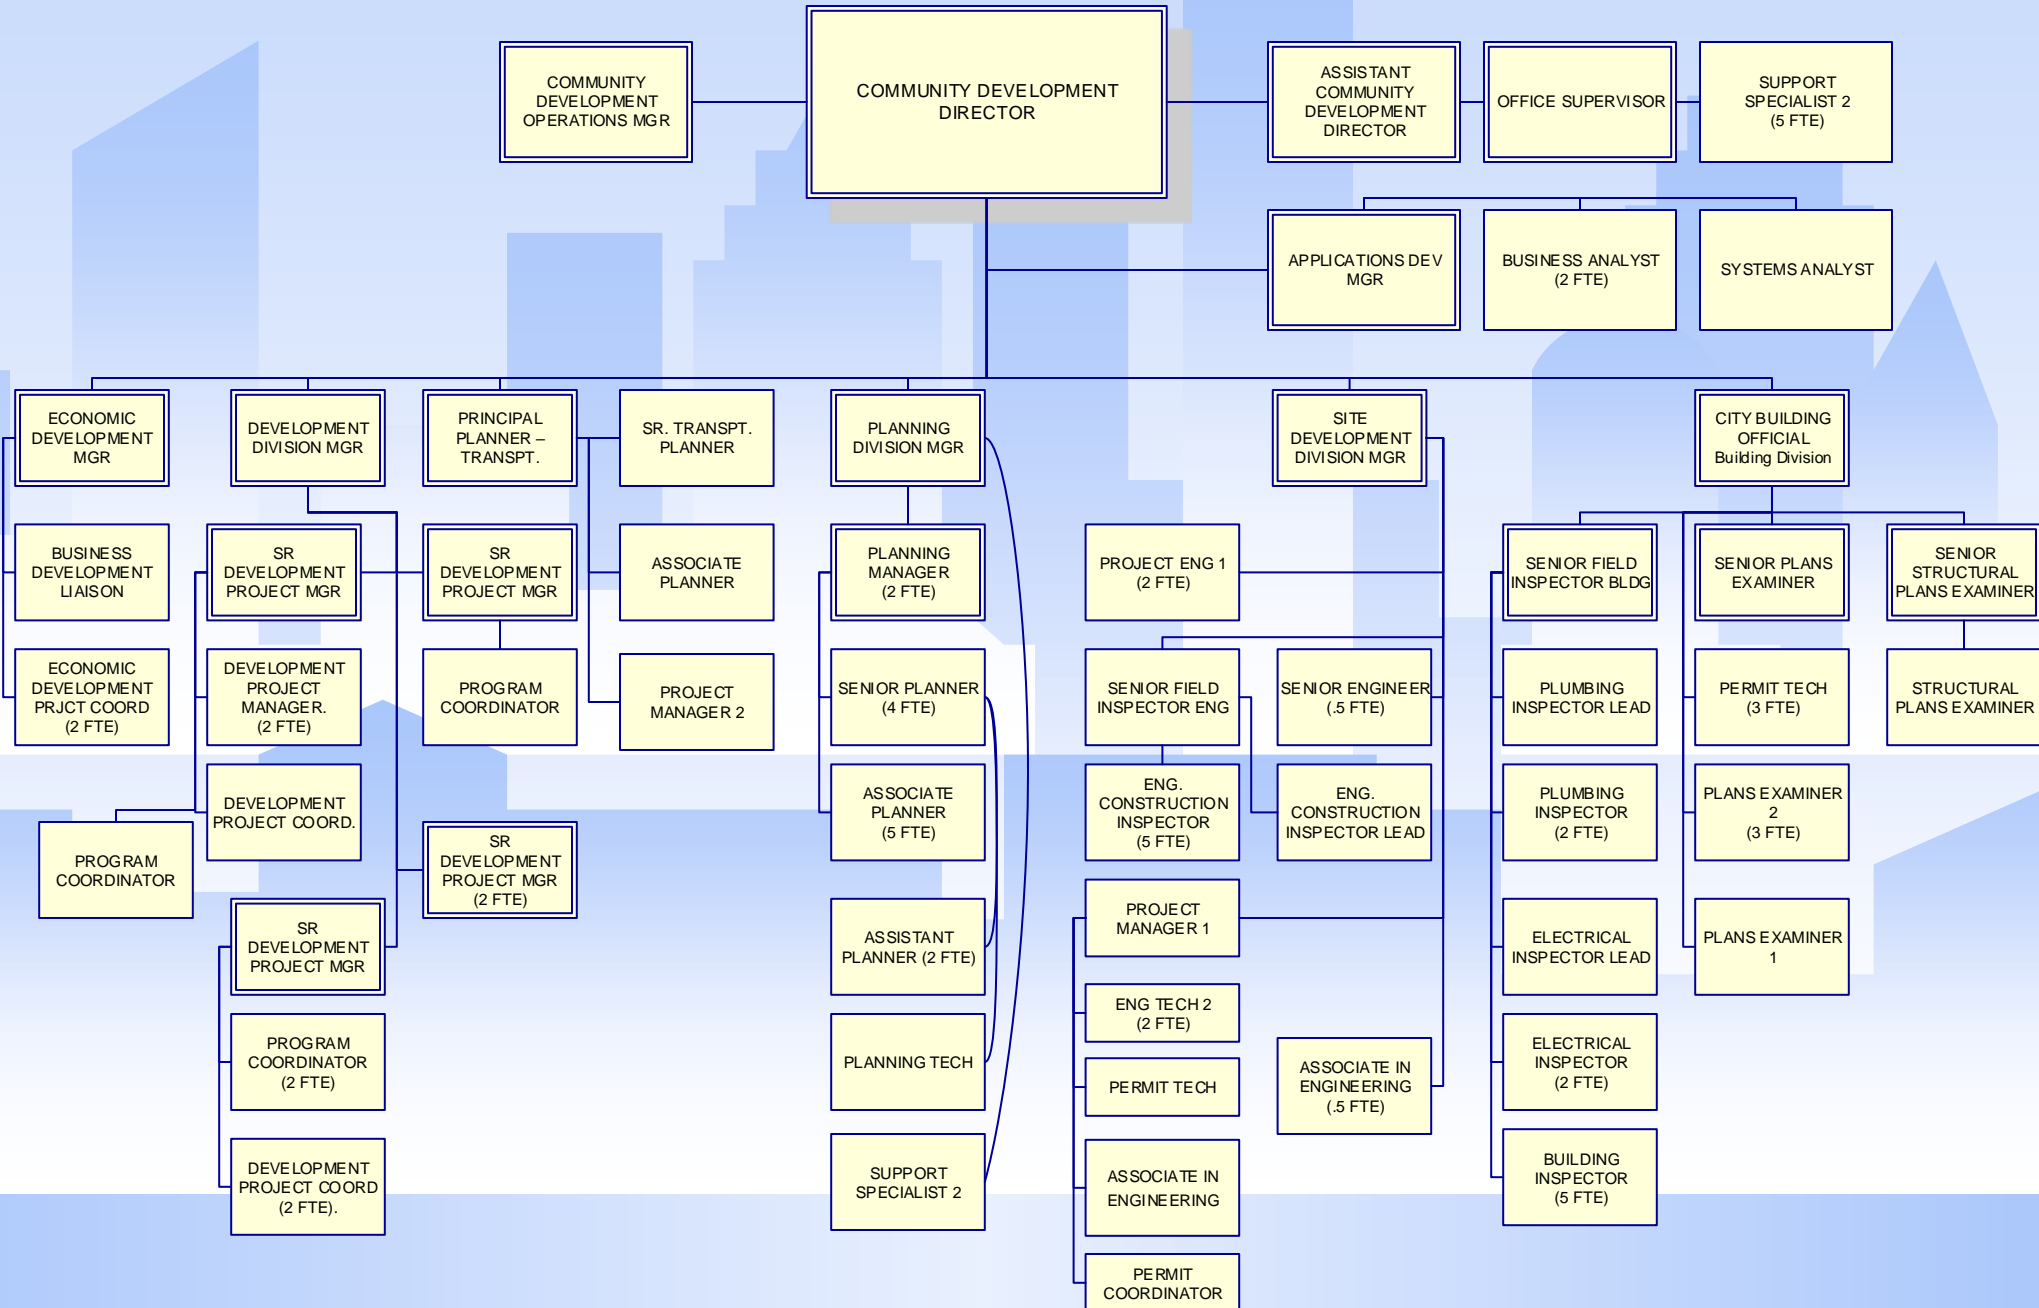 COMMUNITY
DEVELOPMENT
OPERATIONS MGR
COMMUNITY DEVELOPMENT
DIRECTOR
ASSISTANT
COMMUNITY
DEVELOPMENT
DIRECTOR
OFFICE SUPERVISOR
SUPPORT
SPECIALIST 2
(5 FTE)
APPLICATIONS DEV
MGR
BUSINESS ANALYST
(2 FTE)
SYSTEMS ANALYST
ECONOMIC
DEVELOPMENT
MGR
DEVELOPMENT
DIVISION MGR
PRINCIPAL
PLANNER –
TRANSPT.
SR. TRANSPT.
PLANNER
PLANNING
DIVISION MGR
SITE
DEVELOPMENT
DIVISION MGR
CITY BUILDING
OFFICIAL
Building Division
BUSINESS
DEVELOPMENT
LIAISON
SR
DEVELOPMENT
PROJECT MGR
SR
DEVELOPMENT
PROJECT MGR
ASSOCIATE
PLANNER
PLANNING
MANAGER
(2 FTE)
PROJECT ENG 1
(2 FTE)
SENIOR FIELD
INSPECTOR BLDG
SENIOR PLANS
EXAMINER
SENIOR
STRUCTURAL
PLANS EXAMINER
ECONOMIC
DEVELOPMENT
PRJCT COORD
(2 FTE)
DEVELOPMENT
PROJECT
MANAGER.
(2 FTE)
PROGRAM
COORDINATOR
PROJECT
MANAGER 2
SENIOR PLANNER
(4 FTE)
SENIOR FIELD
INSPECTOR ENG
SENIOR ENGINEER
(.5 FTE)
PLUMBING
INSPECTOR LEAD
PERMIT TECH
(3 FTE)
STRUCTURAL
PLANS EXAMINER
DEVELOPMENT
PROJECT COORD.
ASSOCIATE
PLANNER
(5 FTE)
ENG.
CONSTRUCTION
INSPECTOR
(5 FTE)
ENG.
CONSTRUCTION
INSPECTOR LEAD
PLUMBING
INSPECTOR
(2 FTE)
PLANS EXAMINER
2
(3 FTE)
PROGRAM
COORDINATOR
SR
DEVELOPMENT
PROJECT MGR
(2 FTE)
SR
DEVELOPMENT
PROJECT MGR
ASSISTANT
PLANNER (2 FTE)
PROJECT
MANAGER 1
ELECTRICAL
INSPECTOR LEAD
PLANS EXAMINER
1
ENG TECH 2
(2 FTE)
PROGRAM
COORDINATOR
(2 FTE)
PLANNING TECH
PERMIT TECH
ASSOCIATE IN
ENGINEERING
(.5 FTE)
ELECTRICAL
INSPECTOR
(2 FTE)
DEVELOPMENT
PROJECT COORD
(2 FTE).
SUPPORT
SPECIALIST 2
ASSOCIATE IN
ENGINEERING
BUILDING
INSPECTOR
(5 FTE)
PERMIT
COORDINATOR